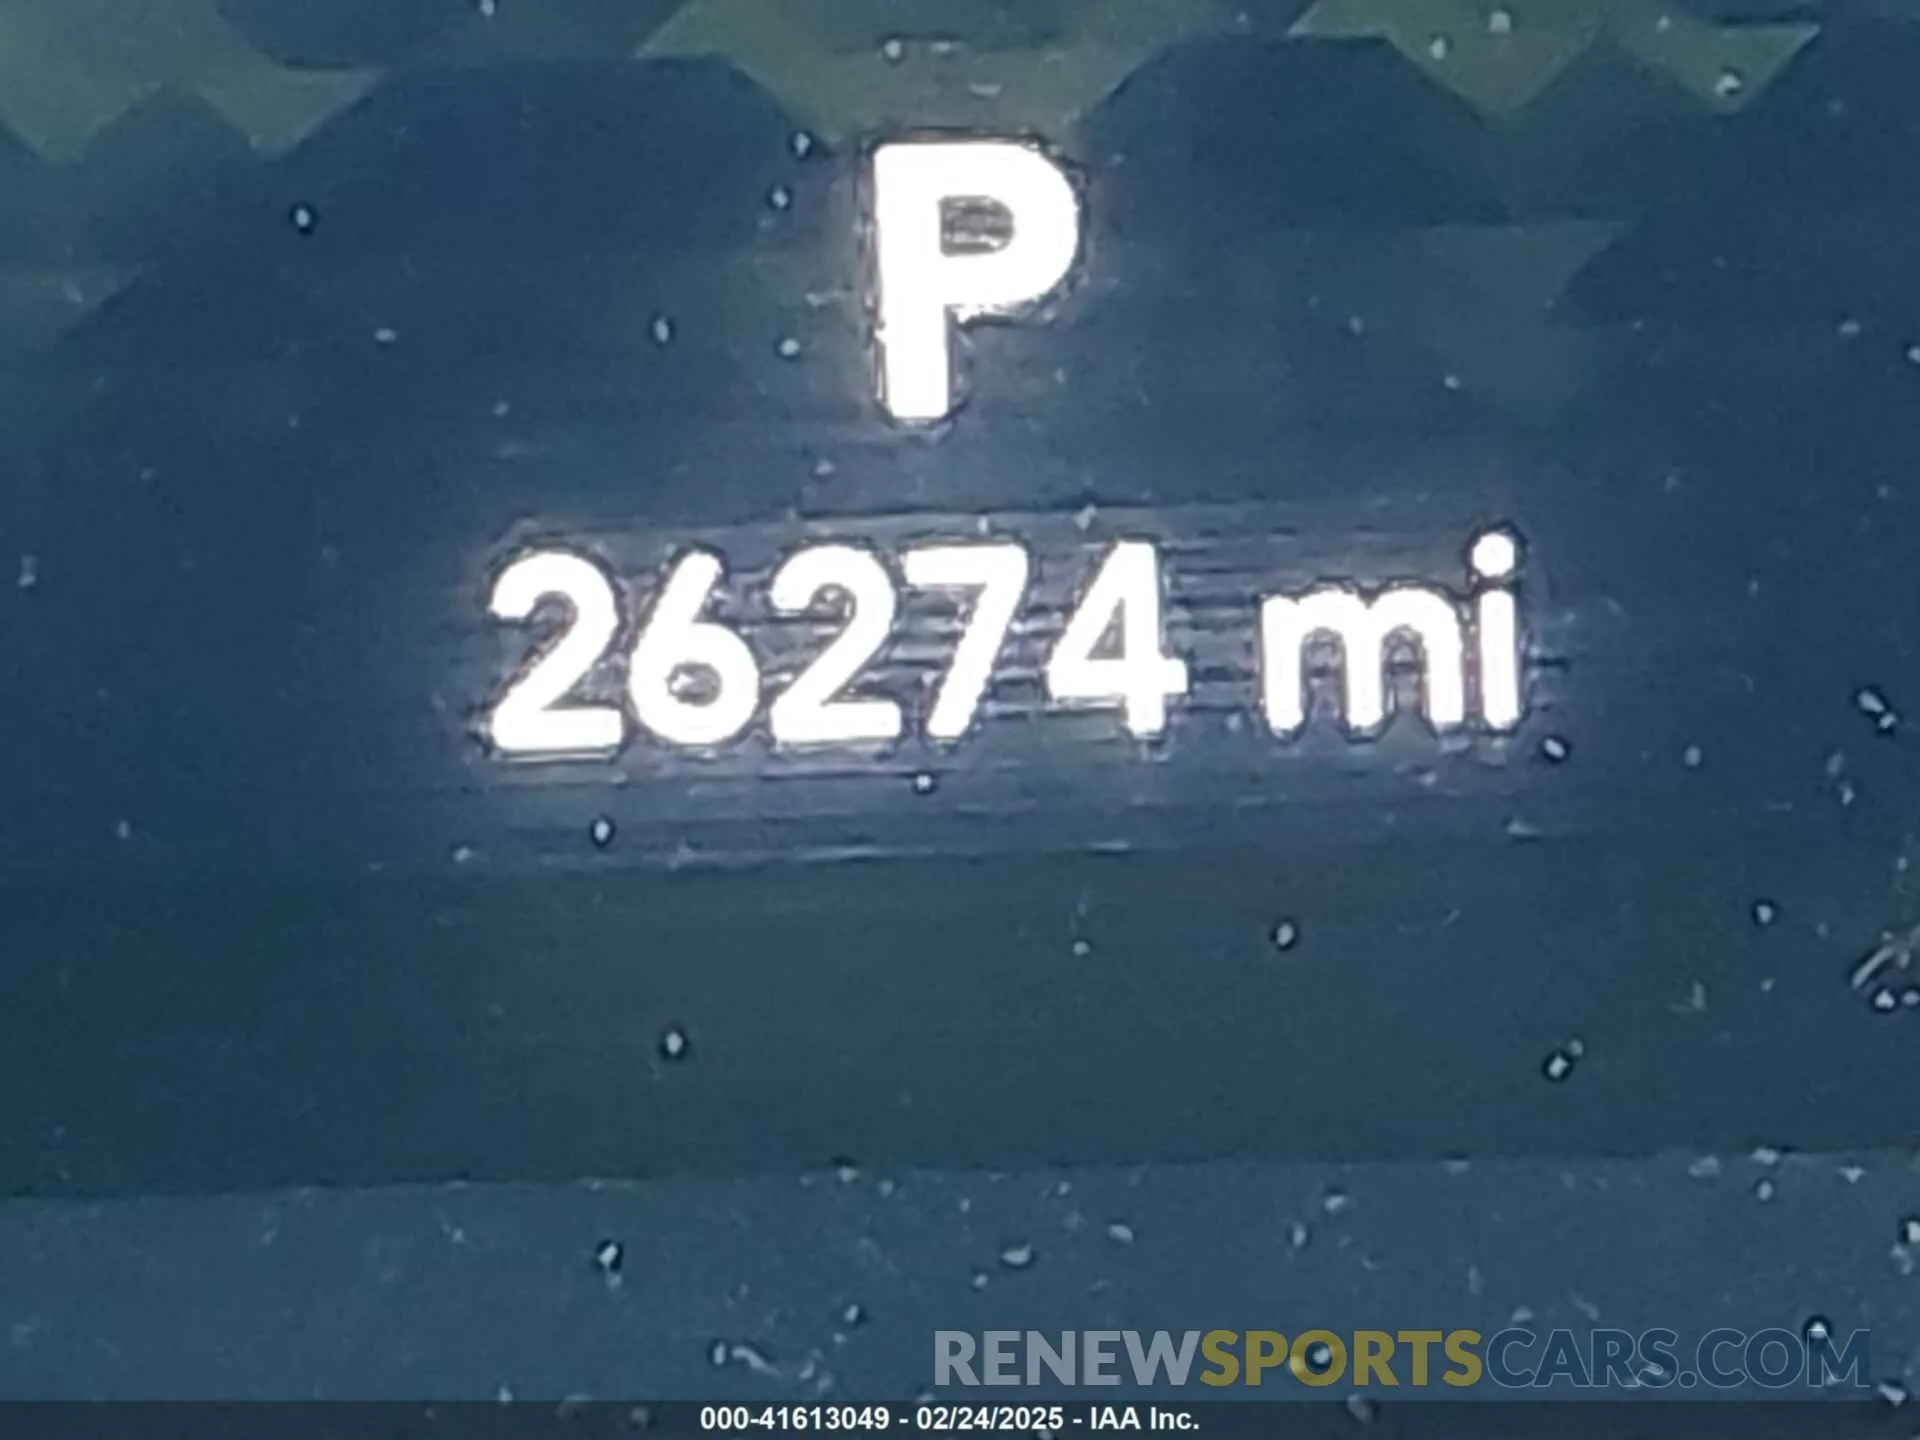 P
26274 mi
RENEWSPORTSCARS.COM
000-41613049 - 02/24/2025 - IAA Inc.